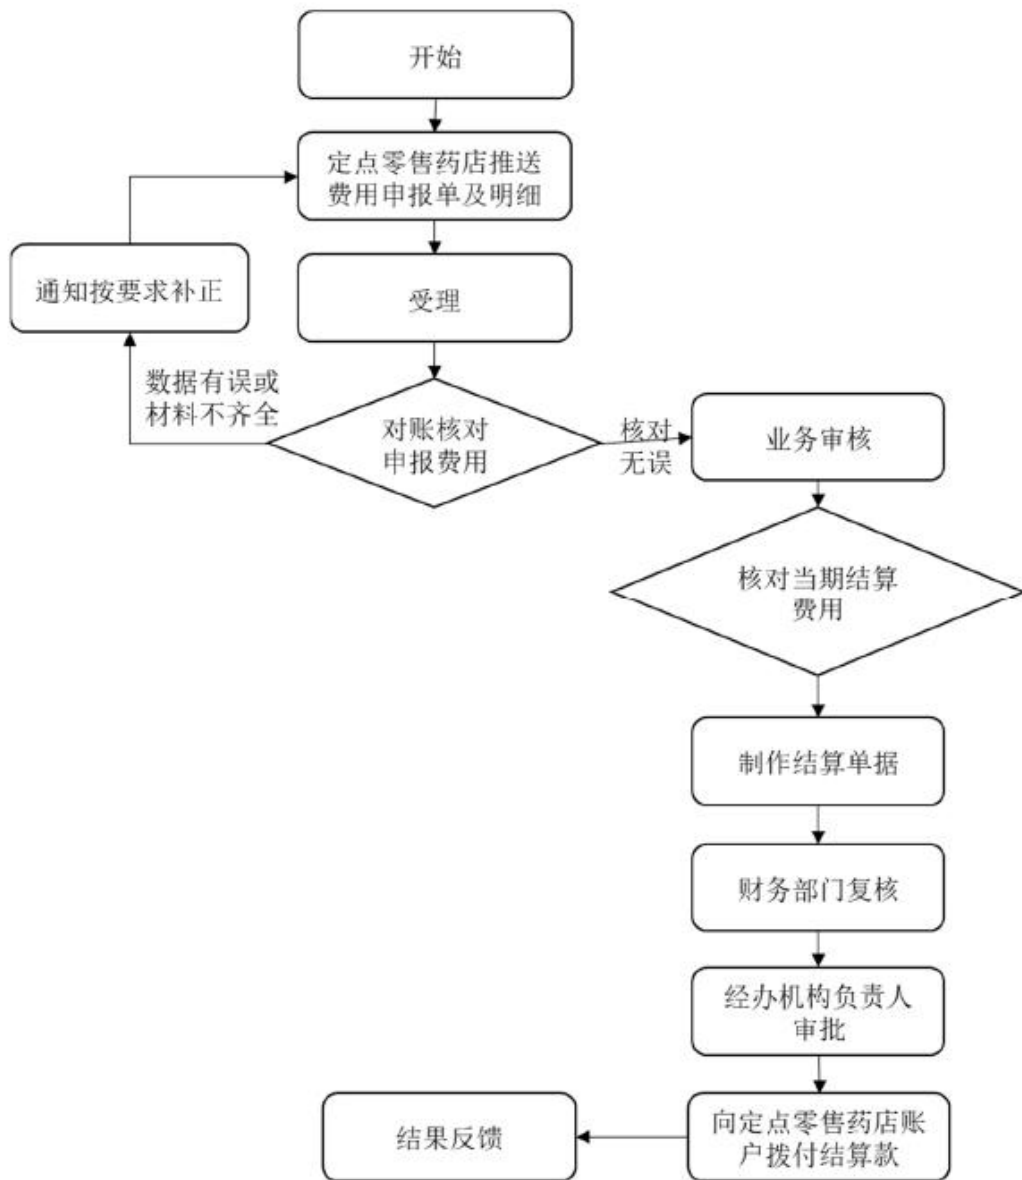 开始
定点零售药店推送
费用申报单及明细
通知按要求补正
受理
数据有误或
材料不齐全
对账核对
申报费用
核对
无误
业务审核
核对当期结算
费用
制作结算单据
财务部门复核
经办机构负责人
审批
向定点零售药店账
户拨付结算款
结果反馈